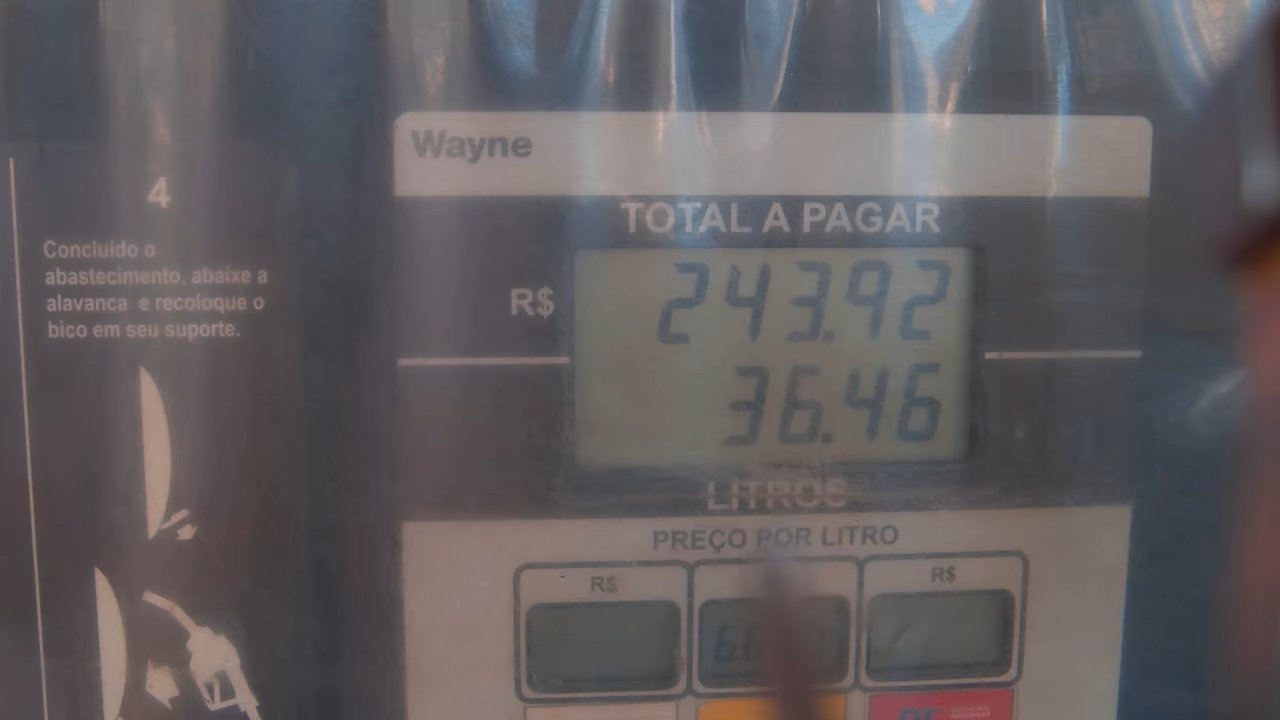 Wayne
4
Concluído o
abastecimento, abaixe a
alavanca e recoloque o
bico em seu suporte.
TOTAL A PAGAR
R$
243.92
36.46
LITROS
PREÇO POR LITRO
R$
R$